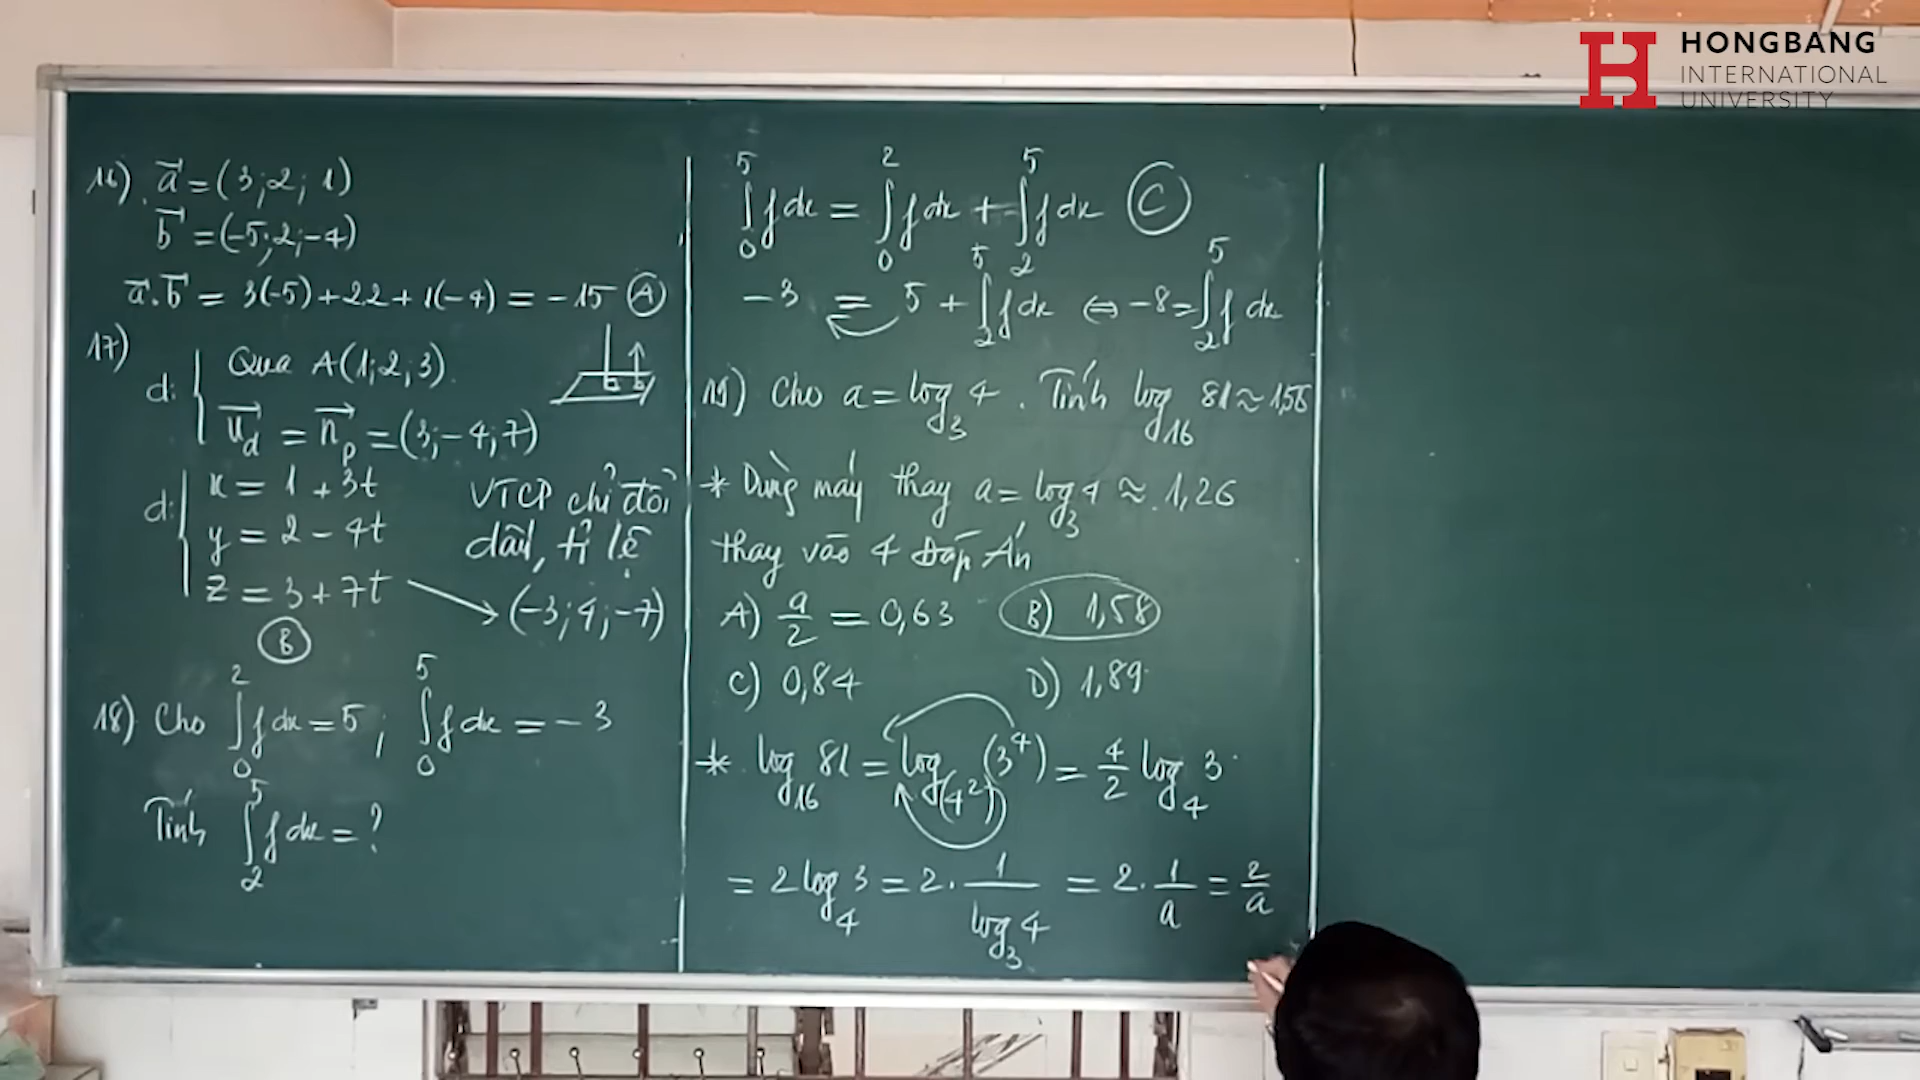 HONGBANG
INTERNATIONAL
UNIVERSITY
16) a⃗ = (3;2;1)
b⃗ = (-5;2;-4)
a⃗.b⃗ = 3(-5)+2.2+1(-4) = -15 Ⓐ
17)
d: { Qua A(1;2;3).
u⃗_d = n⃗_p = (3;-4;7)
d: { x = 1 + 3t
y = 2 - 4t
z = 3 + 7t
VTCP chỉ đổi
dấu, tỉ lệ
(-3;4;-7)
Ⓑ
18) Cho ∫₀² f dx = 5 ; ∫₀⁵ f dx = -3
Tính ∫₂⁵ f dx = ?
∫₀⁵ f dx = ∫₀² f dx + ∫₂⁵ f dx Ⓒ
-3 = 5 + ∫₂⁵ f dx ⇔ -8 = ∫₂⁵ f dx
19) Cho a = log₃ 4 . Tính log₁₆ 81 ≈ 1,58
* Dùng máy thay a = log₃ 4 ≈ 1,26
thay vào 4 Đáp Án
A) a/2 = 0,63 B) 1,58
C) 0,84 D) 1,89
* log₁₆ 81 = log_(4²) (3⁴) = 4/2 log₄ 3
= 2 log₄ 3 = 2 . 1/(log₃ 4) = 2 . 1/a = 2/a